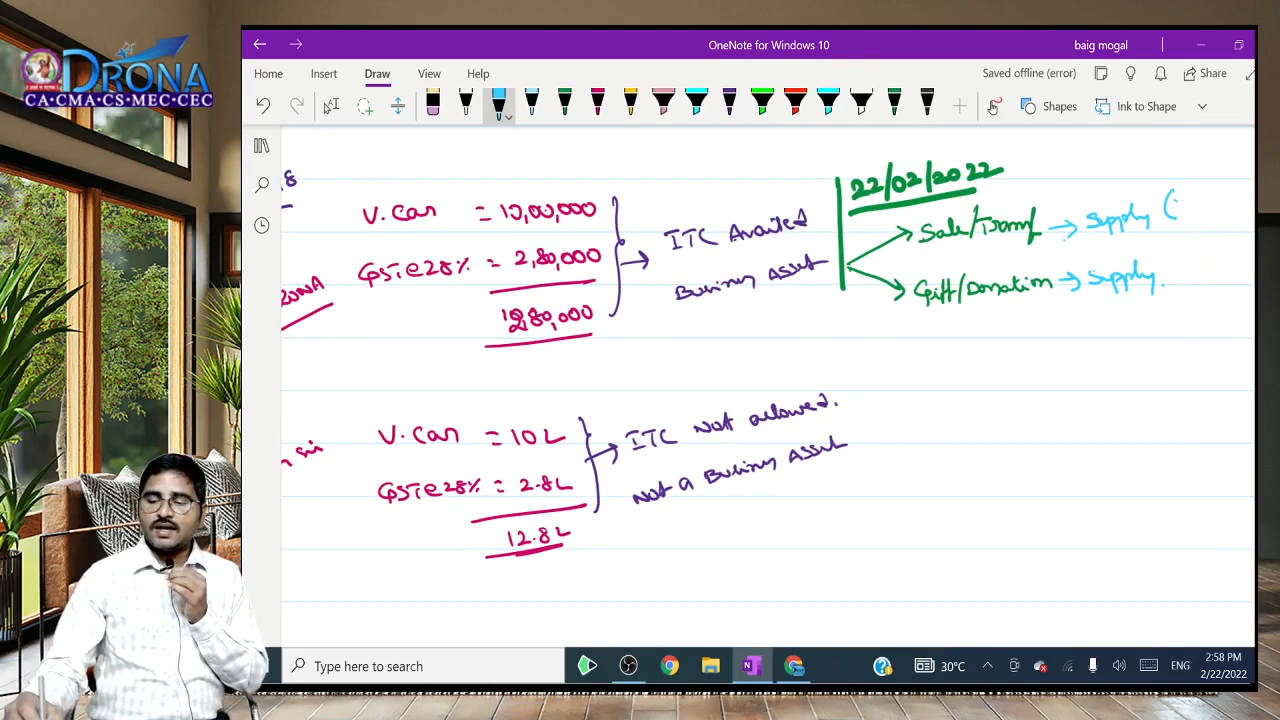 DRONA
CA-CMA-CS-MEC-CEC
OneNote for Windows 10
baig mogal
Home Insert Draw View Help
Saved offline (error)
Share
Shapes
Ink to Shape
V. Car = 10,00,000
GST@28% = 2,80,000
1280,000
ITC Availed
Business Asset
22/02/2022
Sale/Transf → Supply (
Gift/Donation → Supply.
V. Car = 10 L
GST@28% = 2.8L
12.8L
ITC Not allowed.
Not a Business Asset
Type here to search
30°C
ENG
2:58 PM
2/22/2022